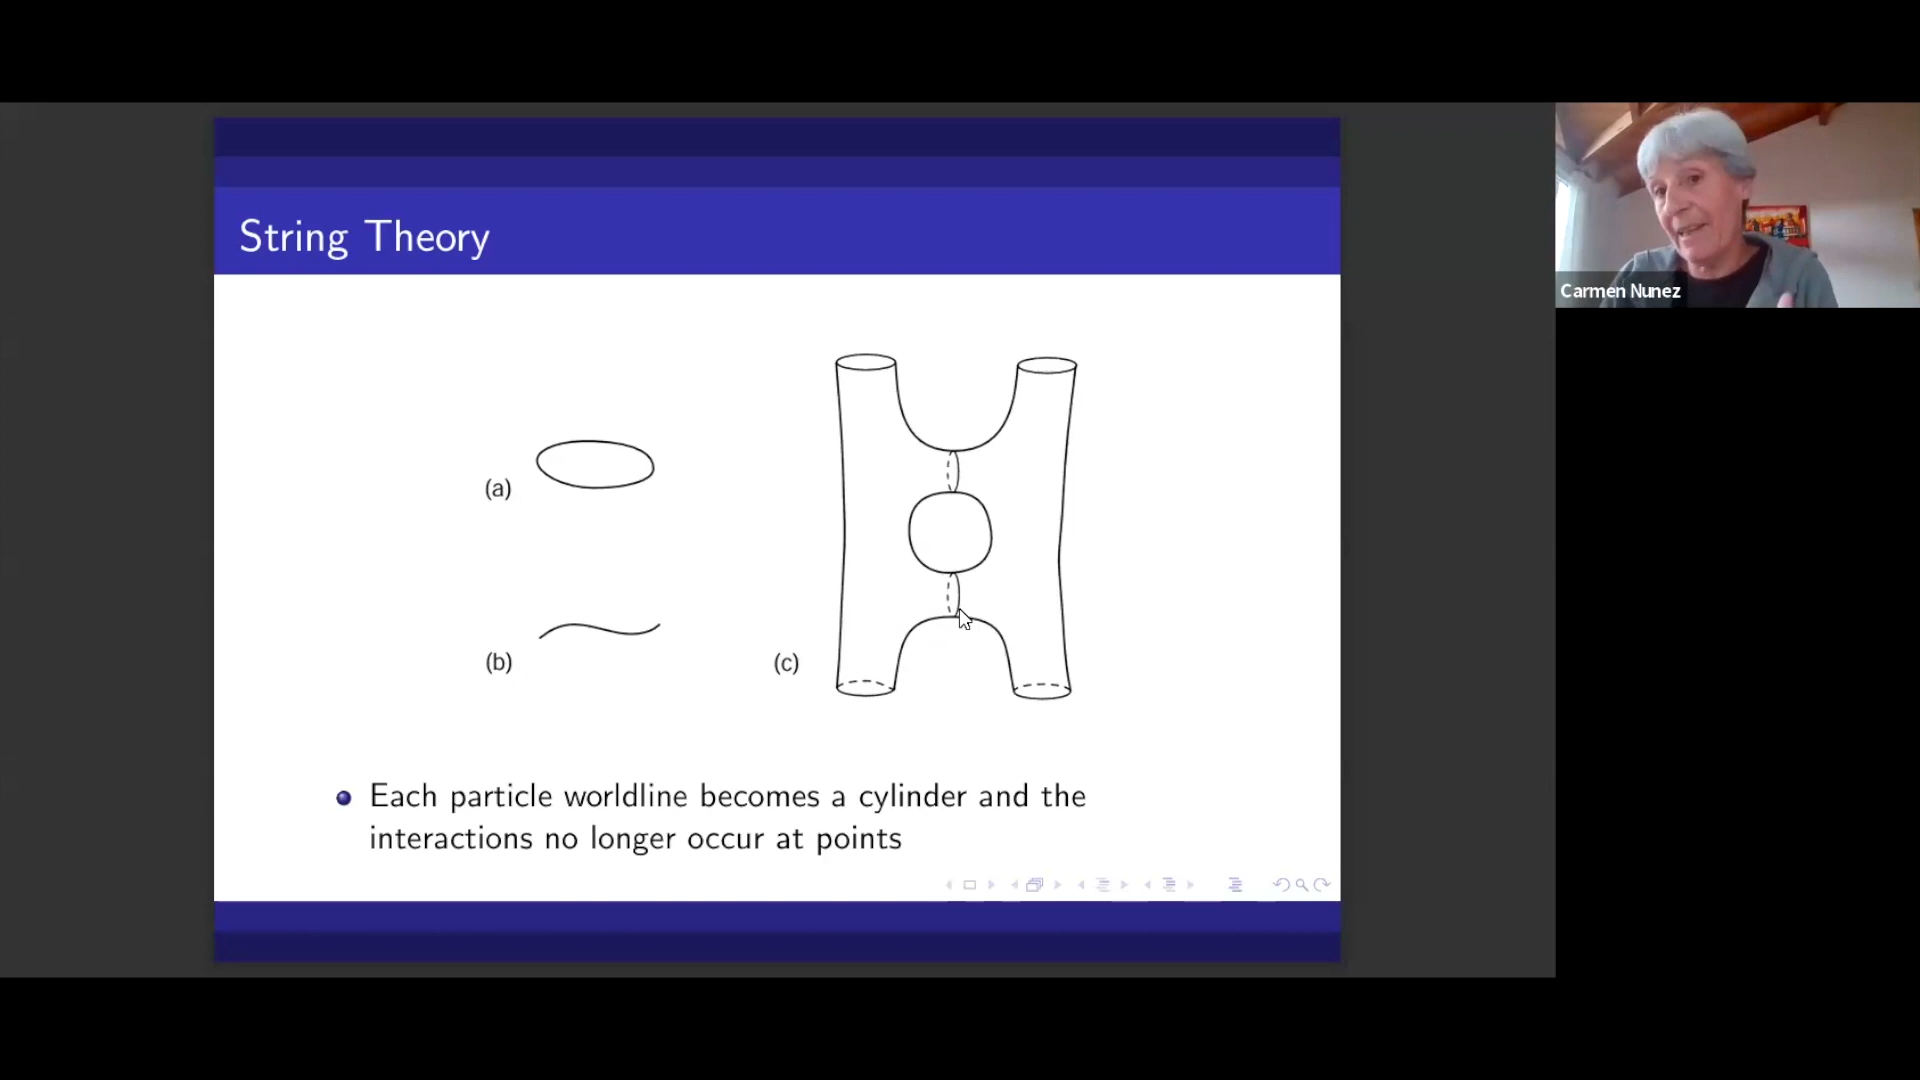 String Theory
Carmen Nunez
(a)
(b)
(c)
Each particle worldline becomes a cylinder and the
interactions no longer occur at points